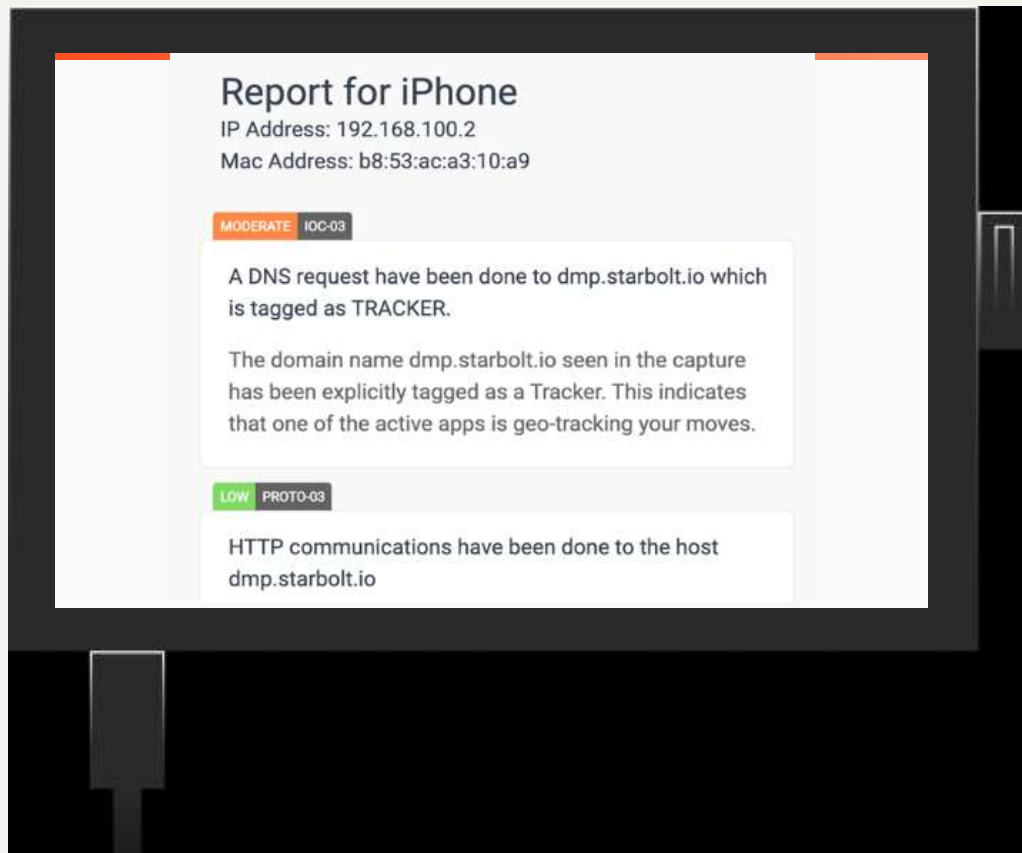 Report for iPhone
IP Address: 192.168.100.2
Mac Address: b8:53:ac:a3:10:a9
MODERATE IOC-03
A DNS request have been done to dmp.starbolt.io which
is tagged as TRACKER.
The domain name dmp.starbolt.io seen in the capture
has been explicitly tagged as a Tracker. This indicates
that one of the active apps is geo-tracking your moves.
LOW PROTO-03
HTTP communications have been done to the host
dmp.starbolt.io